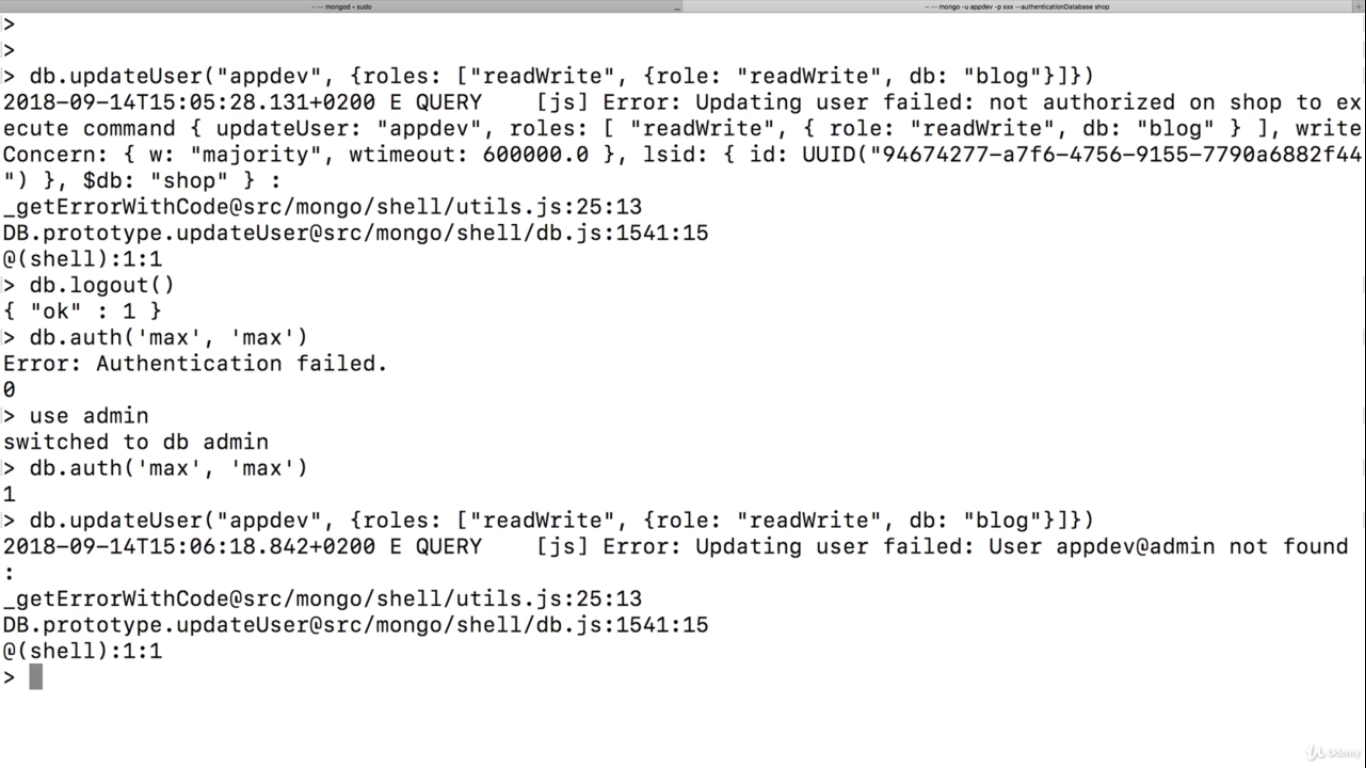 ~ — mongod ‹ sudo
~ — mongo -u appdev -p xxx --authenticationDatabase shop
>
>
> db.updateUser("appdev", {roles: ["readWrite", {role: "readWrite", db: "blog"}]})
2018-09-14T15:05:28.131+0200 E QUERY    [js] Error: Updating user failed: not authorized on shop to ex
ecute command { updateUser: "appdev", roles: [ "readWrite", { role: "readWrite", db: "blog" } ], write
Concern: { w: "majority", wtimeout: 600000.0 }, lsid: { id: UUID("94674277-a7f6-4756-9155-7790a6882f44
") }, $db: "shop" } :
_getErrorWithCode@src/mongo/shell/utils.js:25:13
DB.prototype.updateUser@src/mongo/shell/db.js:1541:15
@(shell):1:1
> db.logout()
{ "ok" : 1 }
> db.auth('max', 'max')
Error: Authentication failed.
0
> use admin
switched to db admin
> db.auth('max', 'max')
1
> db.updateUser("appdev", {roles: ["readWrite", {role: "readWrite", db: "blog"}]})
2018-09-14T15:06:18.842+0200 E QUERY    [js] Error: Updating user failed: User appdev@admin not found
:
_getErrorWithCode@src/mongo/shell/utils.js:25:13
DB.prototype.updateUser@src/mongo/shell/db.js:1541:15
@(shell):1:1
>
Udemy